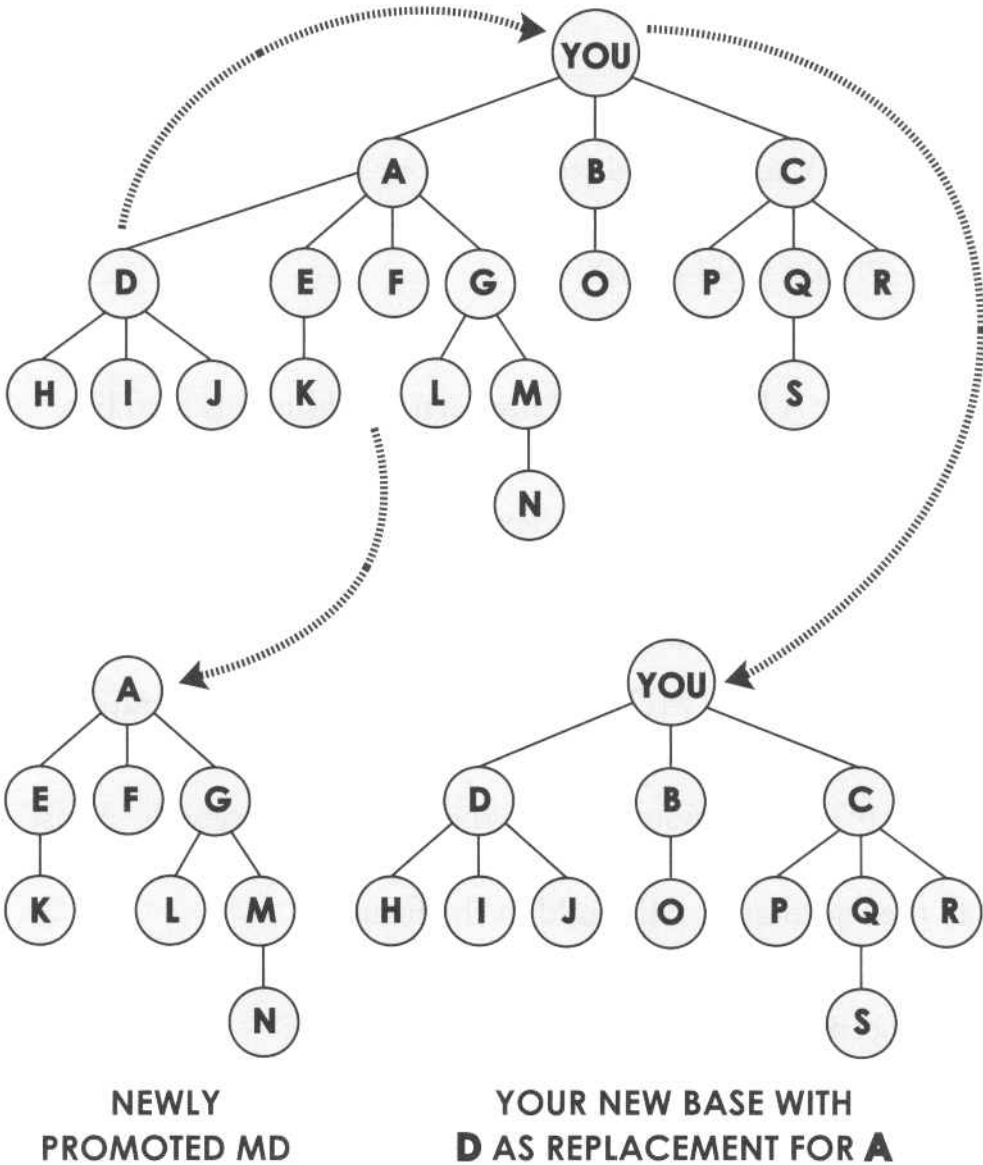 YOU
A B C
D E F G O P Q R
H I J K L M S
N
A YOU
E F G D B C
K L M H I J O P Q R
N S
NEWLY YOUR NEW BASE WITH
PROMOTED MD D AS REPLACEMENT FOR A